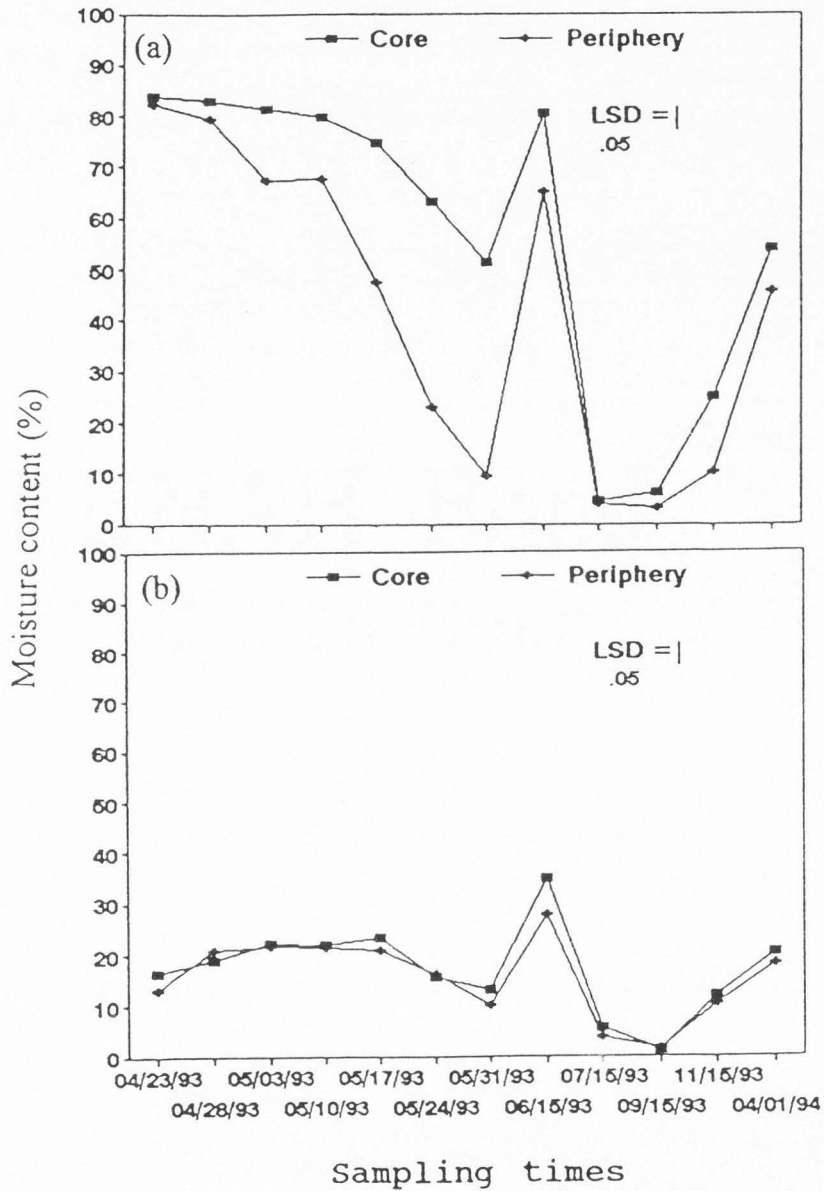 100
(a)
Core
Periphery
90
80
LSD = |
.05
70
60
50
40
30
20
10
0
Moisture content (%)
100
(b)
Core
Periphery
90
80
LSD = |
.05
70
60
50
40
30
20
10
0
04/23/93 05/03/93 05/17/93 05/31/93 07/15/93 11/15/93
04/28/93 05/10/93 05/24/93 06/15/93 09/15/93 04/01/94
Sampling times